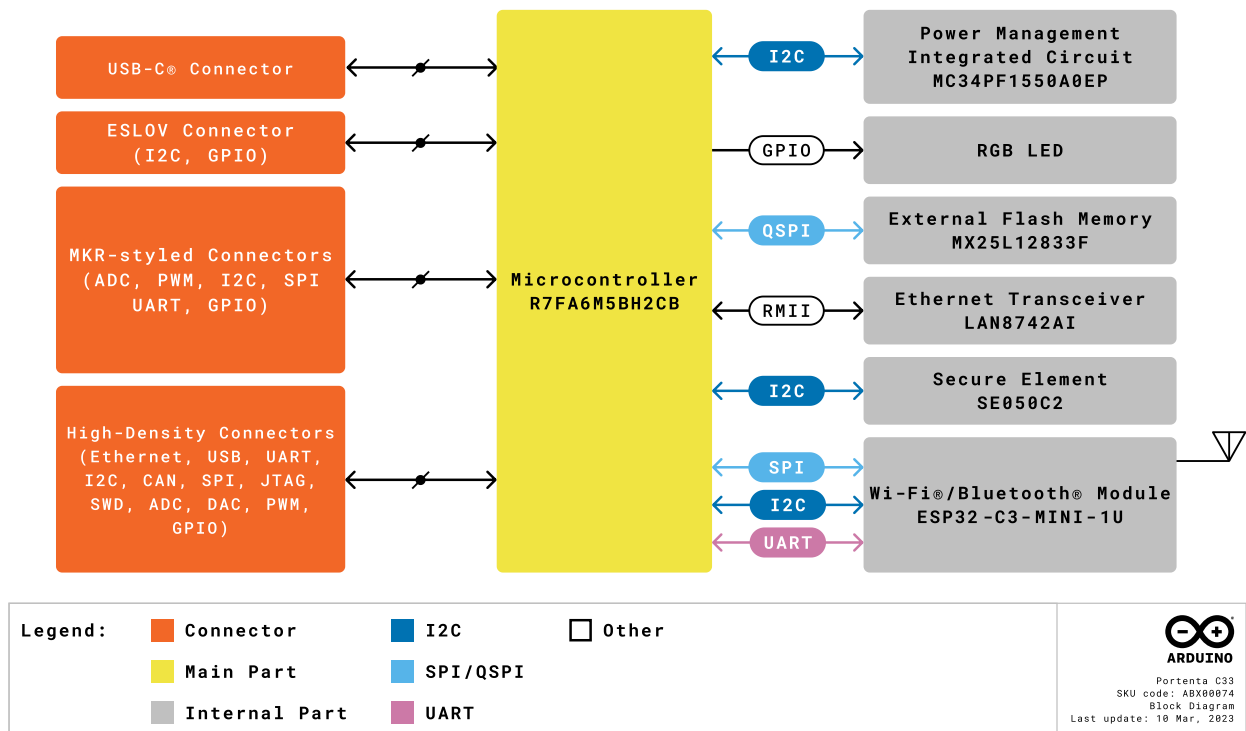 USB-C® Connector
ESLOV Connector
(I2C, GPIO)
MKR-styled Connectors
(ADC, PWM, I2C, SPI
UART, GPIO)
High-Density Connectors
(Ethernet, USB, UART,
I2C, CAN, SPI, JTAG,
SWD, ADC, DAC, PWM,
GPIO)
Microcontroller
R7FA6M5BH2CB
I2C
GPIO
QSPI
RMII
I2C
SPI
I2C
UART
Power Management
Integrated Circuit
MC34PF1550A0EP
RGB LED
External Flash Memory
MX25L12833F
Ethernet Transceiver
LAN8742AI
Secure Element
SE050C2
Wi-Fi®/Bluetooth® Module
ESP32-C3-MINI-1U
Legend:
Connector
Main Part
Internal Part
I2C
SPI/QSPI
UART
Other
ARDUINO
Portenta C33
SKU code: ABX00074
Block Diagram
Last update: 10 Mar, 2023